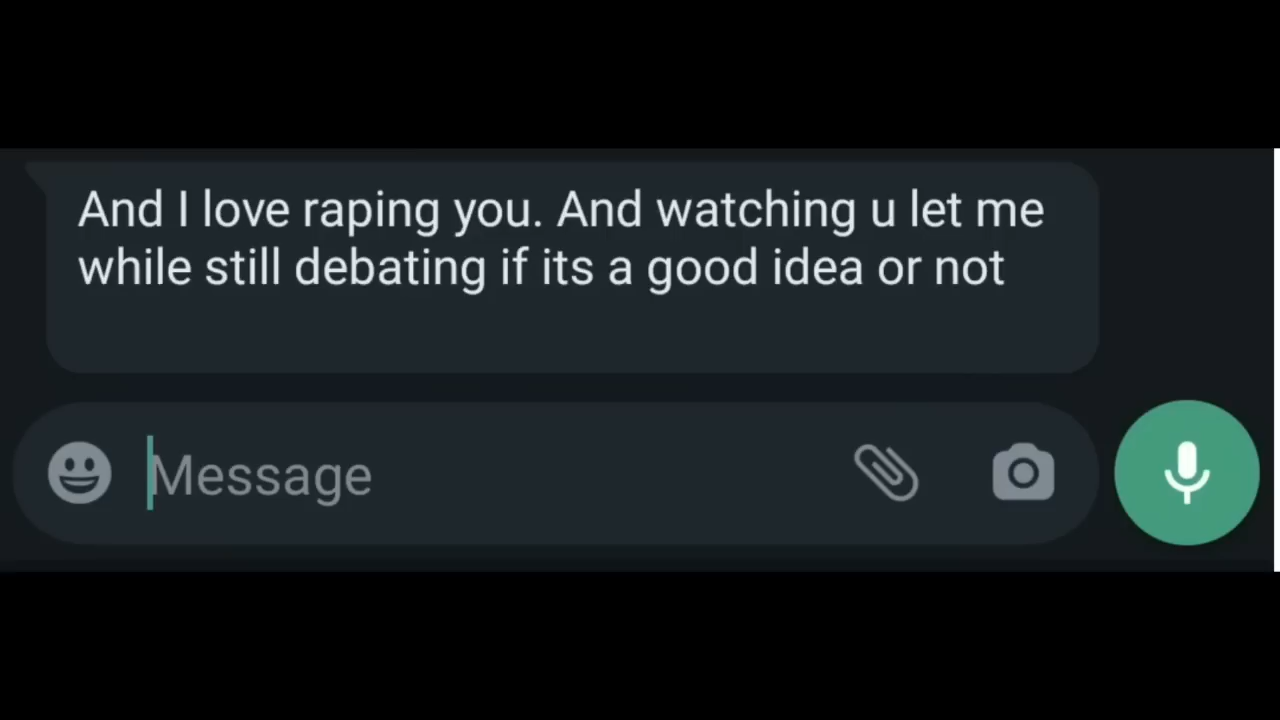 And I love raping you. And watching u let me
while still debating if its a good idea or not
Message